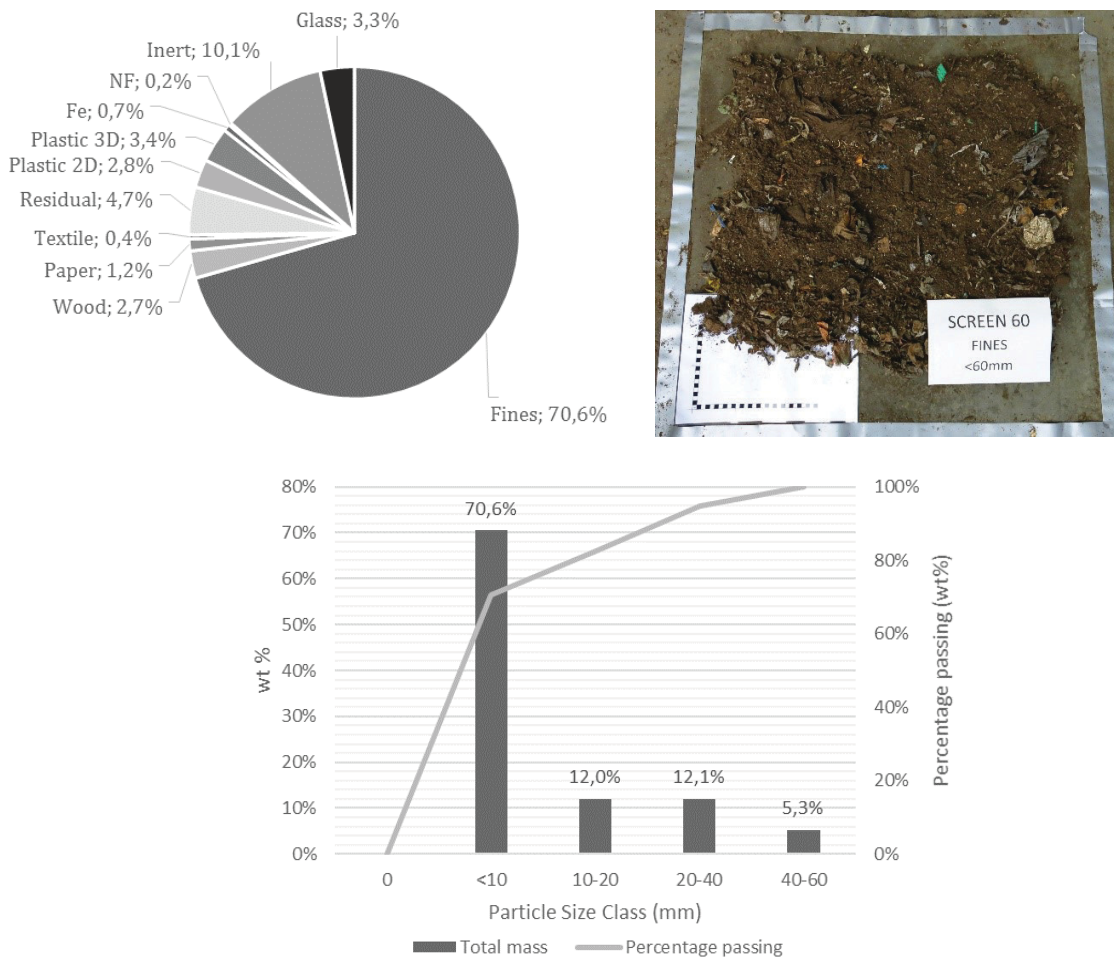 Glass; 3,3%
Inert; 10,1%
NF; 0,2%
Fe; 0,7%
Plastic 3D; 3,4%
Plastic 2D; 2,8%
Residual; 4,7%
Textile; 0,4%
Paper; 1,2%
Wood; 2,7%
Fines; 70,6%
SCREEN 60
FINES
<60mm
80%
70%
60%
50%
40%
30%
20%
10%
0%
wt %
70,6%
12,0%
12,1%
5,3%
100%
80%
60%
40%
20%
0%
Percentage passing (wt%)
0
<10
10-20
20-40
40-60
Particle Size Class (mm)
Total mass
Percentage passing